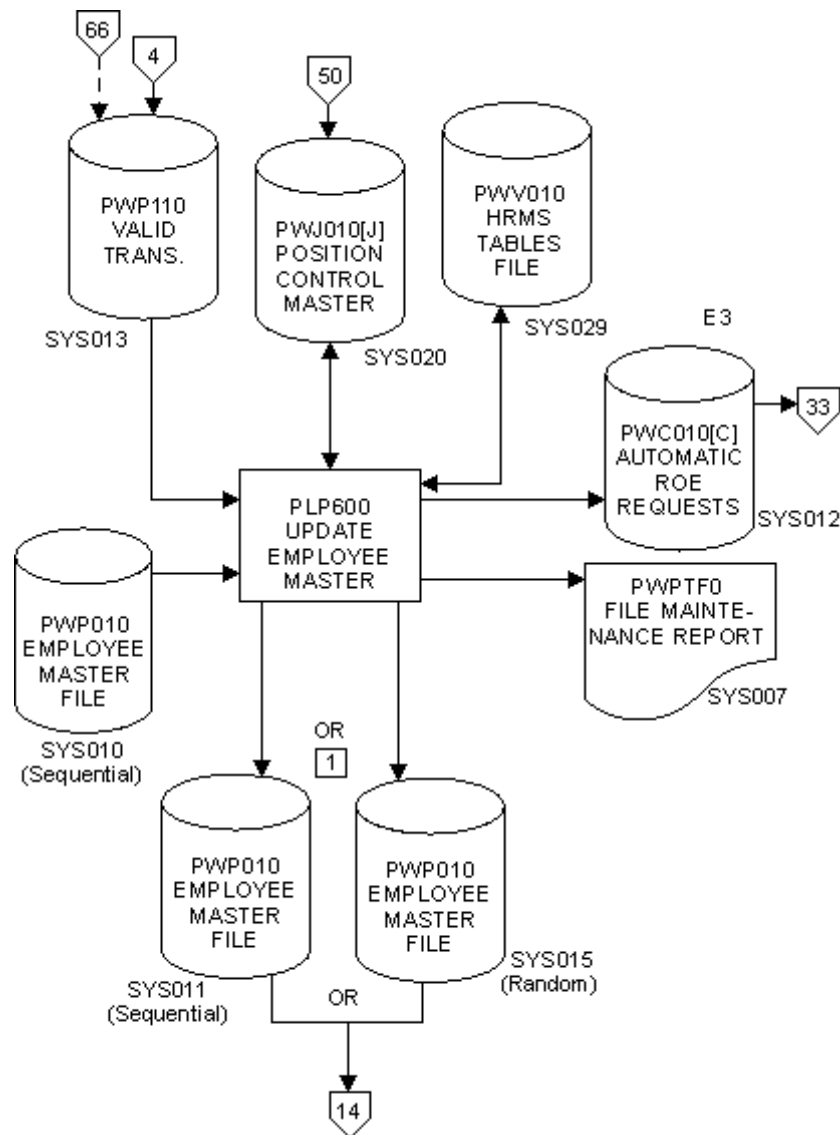 66
4
50
PWP110
VALID
TRANS.
SYS013
PWJ010[J]
POSITION
CONTROL
MASTER
SYS020
PWV010
HRMS
TABLES
FILE
SYS029
E3
PWC010[C]
AUTOMATIC
ROE
REQUESTS
SYS012
33
PLP600
UPDATE
EMPLOYEE
MASTER
PWP010
EMPLOYEE
MASTER
FILE
SYS010
(Sequential)
PWPTF0
FILE MAINTE-
NANCE REPORT
SYS007
OR
1
PWP010
EMPLOYEE
MASTER
FILE
SYS011
(Sequential)
PWP010
EMPLOYEE
MASTER
FILE
SYS015
(Random)
OR
14